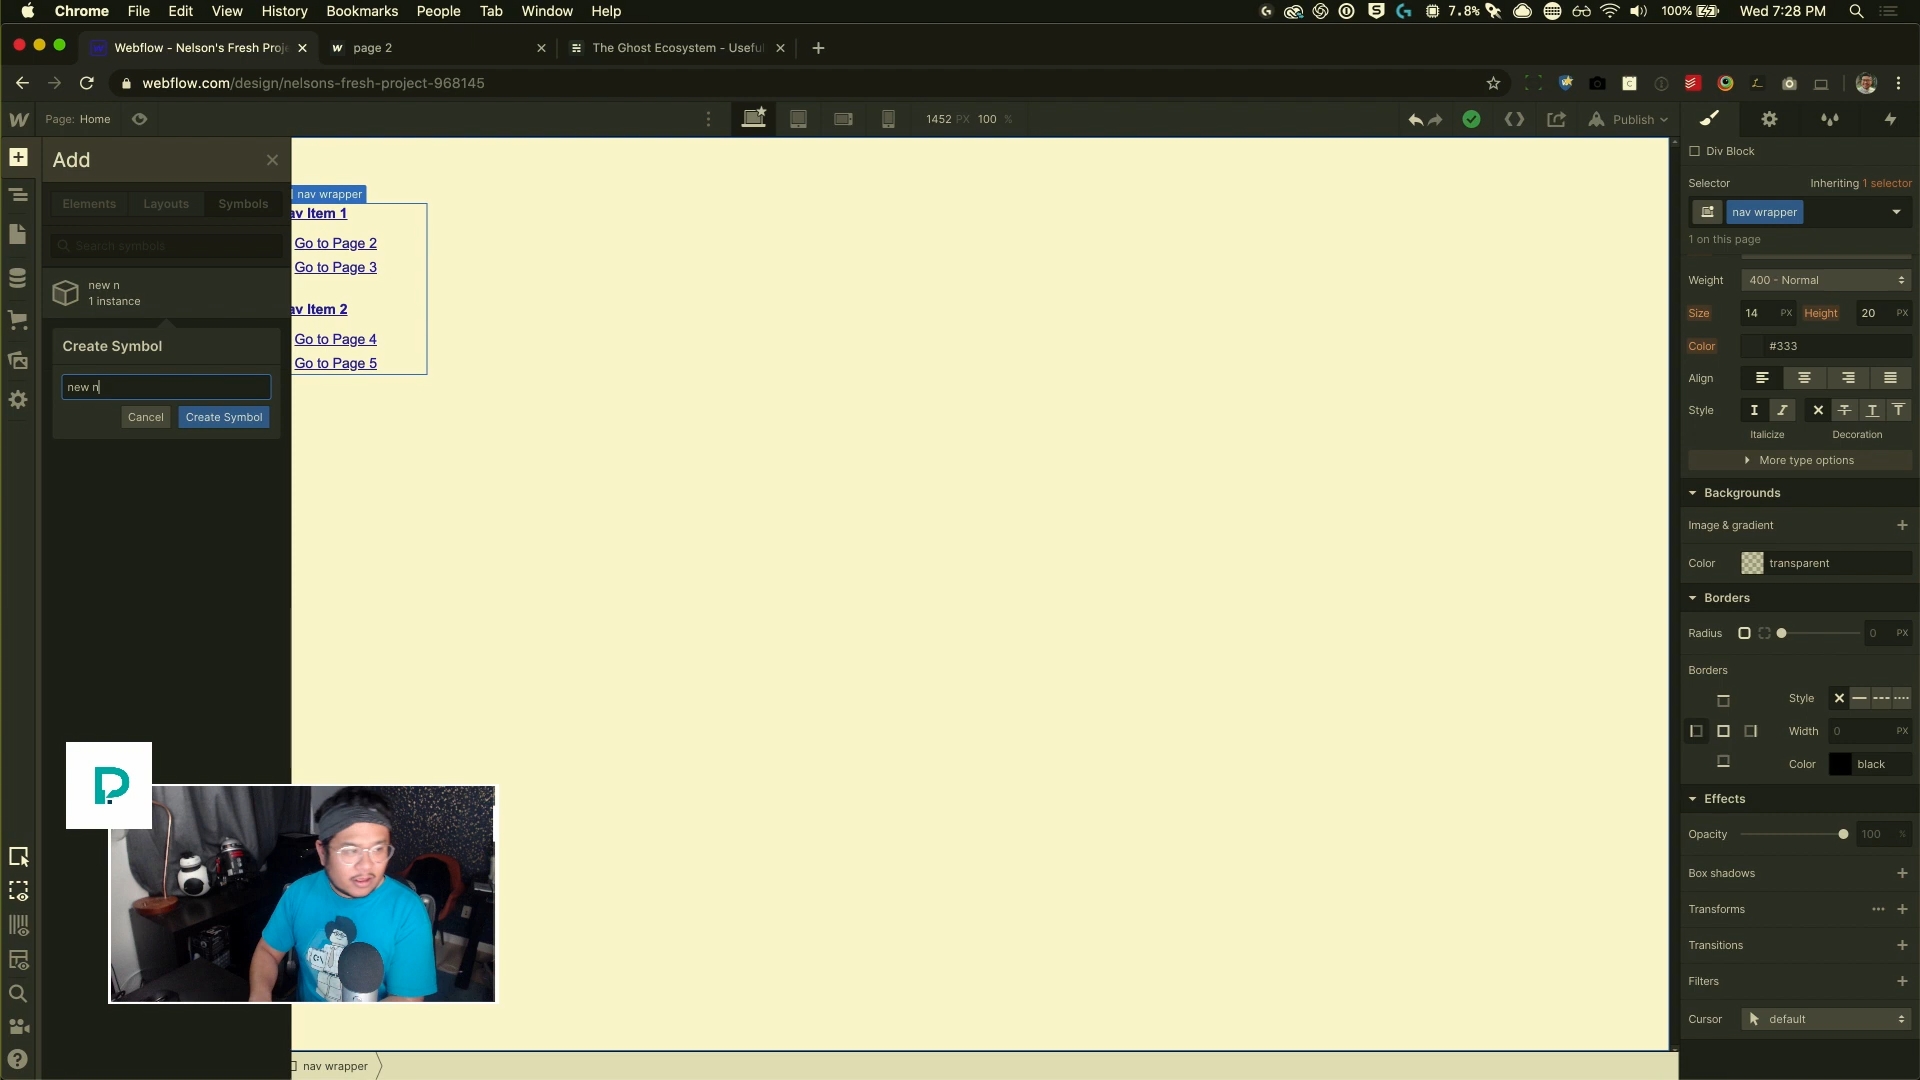 Chrome File Edit View History Bookmarks People Tab Window Help
7.8% 100% Wed 7:28 PM
Webflow - Nelson's Fresh Proj
page 2
The Ghost Ecosystem - Useful
webflow.com/design/nelsons-fresh-project-968145
Page: Home
1452 PX 100 %
Publish
Add
Elements Layouts Symbols
Search symbols
new n
1 instance
Create Symbol
new n
Cancel Create Symbol
nav wrapper
av Item 1
Go to Page 2
Go to Page 3
av Item 2
Go to Page 4
Go to Page 5
nav wrapper
Div Block
Selector Inheriting 1 selector
nav wrapper
1 on this page
Weight 400 - Normal
Size 14 PX Height 20 PX
Color #333
Align
Style
Italicize Decoration
More type options
Backgrounds
Image & gradient
Color transparent
Borders
Radius 0 PX
Borders
Style
Width 0 PX
Color black
Effects
Opacity 100 %
Box shadows
Transforms
Transitions
Filters
Cursor default